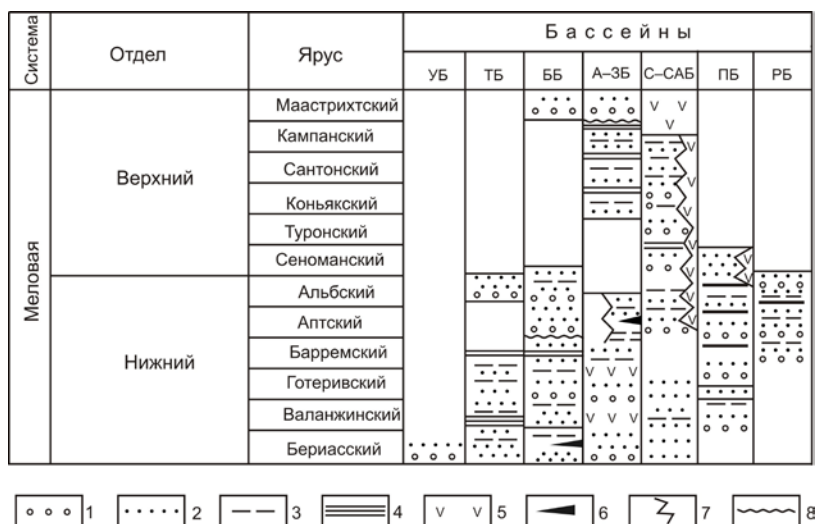 Система
Отдел
Ярус
Бассейны
УБ
ТБ
ББ
А–ЗБ
С–САБ
ПБ
РБ
Меловая
Верхний
Маастрихтский
Кампанский
Сантонский
Коньякский
Туронский
Сеноманский
Нижний
Альбский
Аптский
Барремский
Готеривский
Валанжинский
Бериасский
1
2
3
4
5
6
7
8